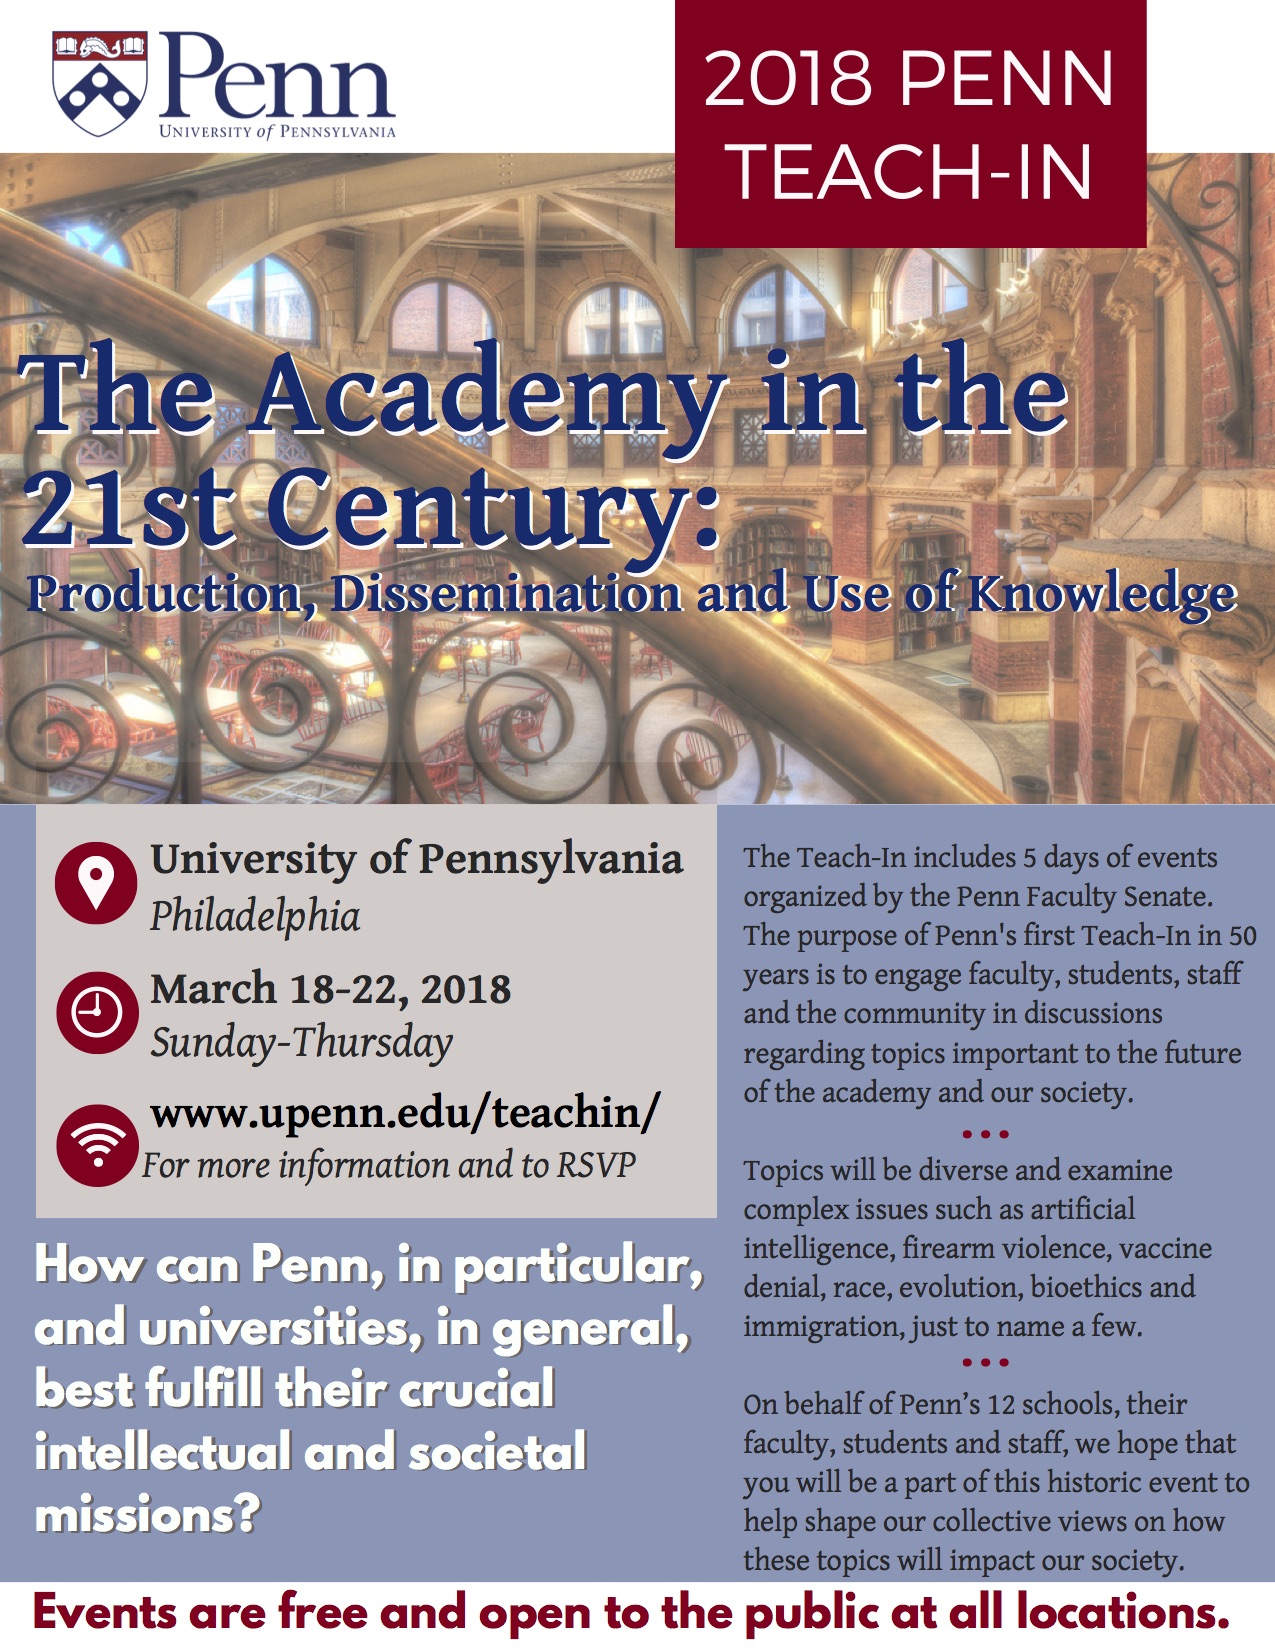 Penn
UNIVERSITY of PENNSYLVANIA
2018 PENN
TEACH-IN
The Academy in the
21st Century:
Production, Dissemination and Use of Knowledge
University of Pennsylvania
Philadelphia
March 18-22, 2018
Sunday-Thursday
www.upenn.edu/teachin/
For more information and to RSVP
How can Penn, in particular,
and universities, in general,
best fulfill their crucial
intellectual and societal
missions?
The Teach-In includes 5 days of events
organized by the Penn Faculty Senate.
The purpose of Penn's first Teach-In in 50
years is to engage faculty, students, staff
and the community in discussions
regarding topics important to the future
of the academy and our society.
•••
Topics will be diverse and examine
complex issues such as artificial
intelligence, firearm violence, vaccine
denial, race, evolution, bioethics and
immigration, just to name a few.
•••
On behalf of Penn’s 12 schools, their
faculty, students and staff, we hope that
you will be a part of this historic event to
help shape our collective views on how
these topics will impact our society.
Events are free and open to the public at all locations.